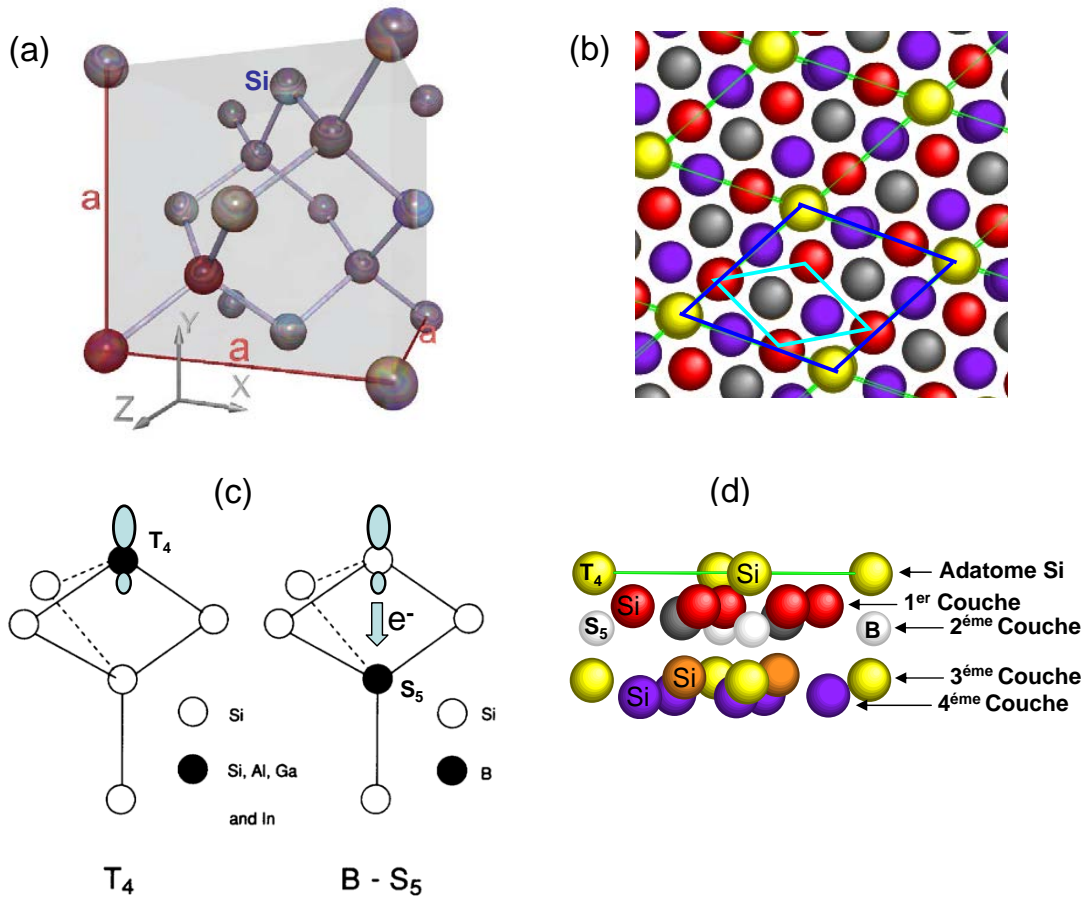 (a)
Si
a
a
a
Y
X
Z
(b)
(c)
T4
Si
Si, Al, Ga
and In
T4
e-
S5
Si
B
B - S5
(d)
T4
Si
Adatome Si
Si
1er Couche
S5
B
2éme Couche
Si
3éme Couche
Si
4éme Couche